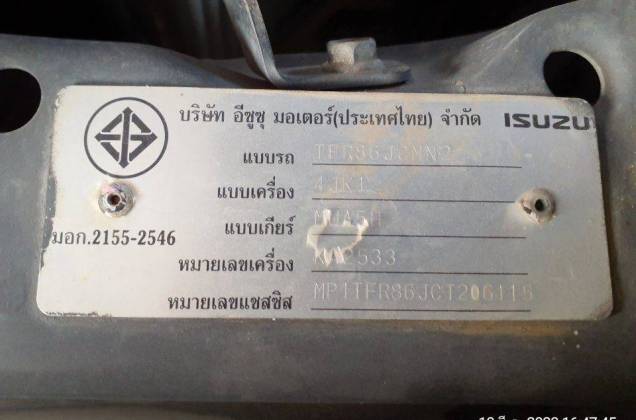 บริษัท อีซูซุ มอเตอร์(ประเทศไทย) จำกัด ISUZU
แบบรถ
แบบเครื่อง 4JK1
แบบเกียร์
มอก.2155-2546
หมายเลขเครื่อง
หมายเลขแชสซิส MP1TFR86JCT206115